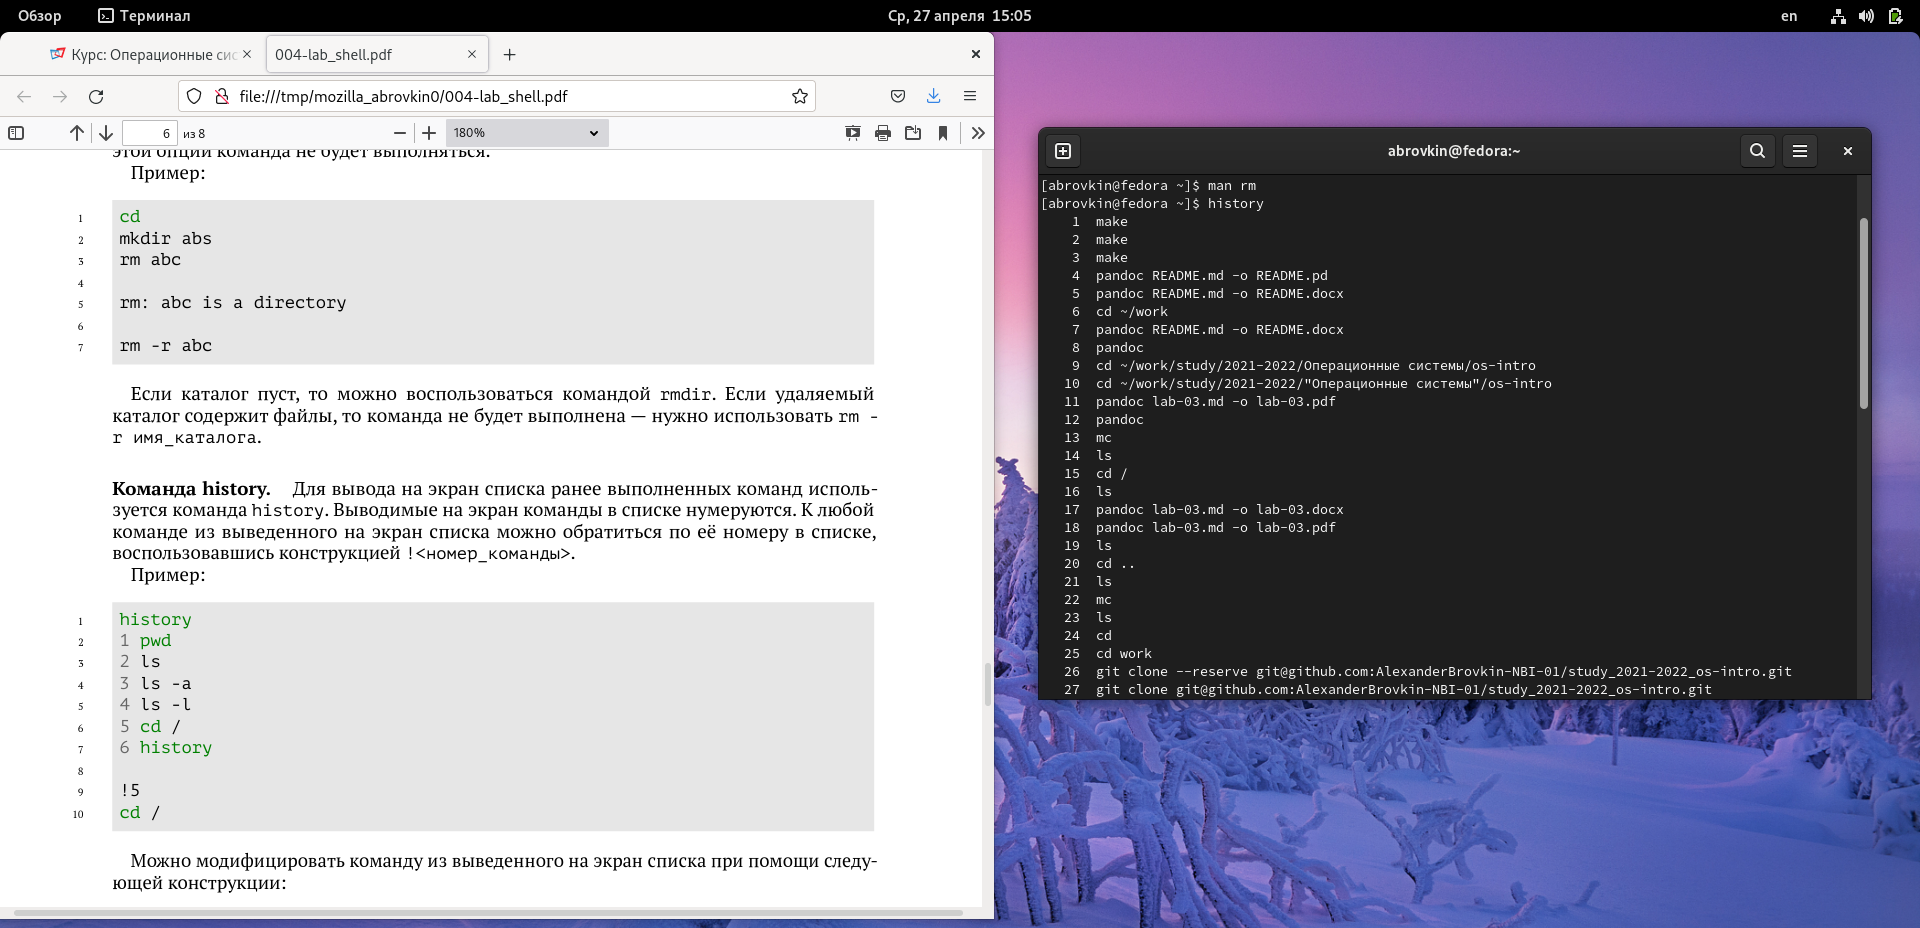 Обзор
Терминал
Ср, 27 апреля 15:05
en
Курс: Операционные сис
004-lab_shell.pdf
file:///tmp/mozilla_abrovkin0/004-lab_shell.pdf
6 из 8
180%
этой опции команда не будет выполняться.
Пример:
1 cd
2 mkdir abs
3 rm abc
4
5 rm: abc is a directory
6
7 rm -r abc
Если каталог пуст, то можно воспользоваться командой rmdir. Если удаляемый
каталог содержит файлы, то команда не будет выполнена — нужно использовать rm -
r имя_каталога.
Команда history. Для вывода на экран списка ранее выполненных команд исполь-
зуется команда history. Выводимые на экран команды в списке нумеруются. К любой
команде из выведенного на экран списка можно обратиться по её номеру в списке,
воспользовавшись конструкцией !<номер_команды>.
Пример:
1 history
2 1 pwd
3 2 ls
4 3 ls -a
5 4 ls -l
6 5 cd /
7 6 history
8
9 !5
10 cd /
Можно модифицировать команду из выведенного на экран списка при помощи следу-
ющей конструкции:
abrovkin@fedora:~
[abrovkin@fedora ~]$ man rm
[abrovkin@fedora ~]$ history
1 make
2 make
3 make
4 pandoc README.md -o README.pd
5 pandoc README.md -o README.docx
6 cd ~/work
7 pandoc README.md -o README.docx
8 pandoc
9 cd ~/work/study/2021-2022/Операционные системы/os-intro
10 cd ~/work/study/2021-2022/"Операционные системы"/os-intro
11 pandoc lab-03.md -o lab-03.pdf
12 pandoc
13 mc
14 ls
15 cd /
16 ls
17 pandoc lab-03.md -o lab-03.docx
18 pandoc lab-03.md -o lab-03.pdf
19 ls
20 cd ..
21 ls
22 mc
23 ls
24 cd
25 cd work
26 git clone --reserve git@github.com:AlexanderBrovkin-NBI-01/study_2021-2022_os-intro.git
27 git clone git@github.com:AlexanderBrovkin-NBI-01/study_2021-2022_os-intro.git